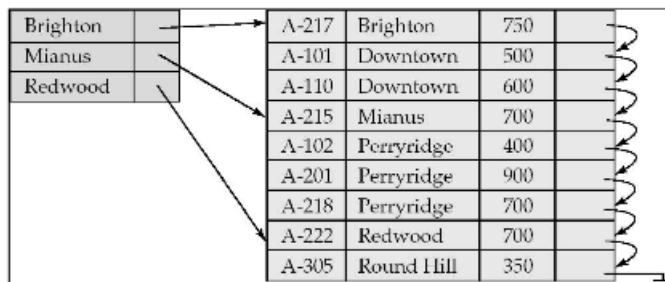 Brighton
Mianus
Redwood
A-217 Brighton 750
A-101 Downtown 500
A-110 Downtown 600
A-215 Mianus 700
A-102 Perryridge 400
A-201 Perryridge 900
A-218 Perryridge 700
A-222 Redwood 700
A-305 Round Hill 350